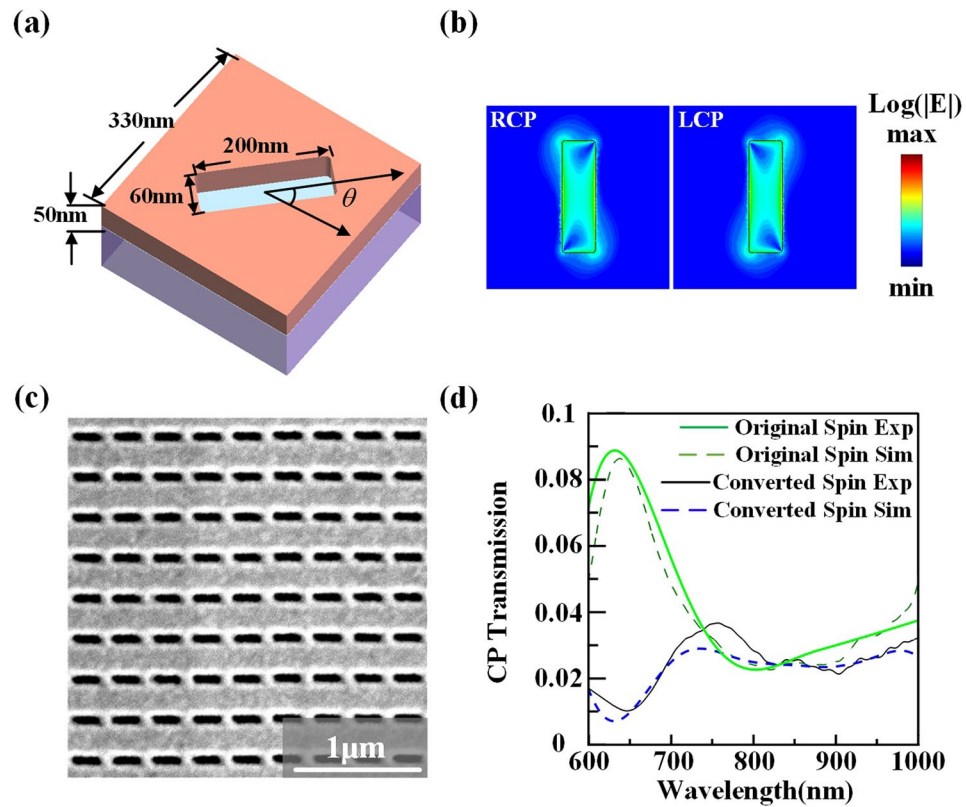 (a)
330nm
200nm
60nm
50nm
θ
(b)
RCP
LCP
Log(|E|)
max
min
(c)
1μm
(d)
0.1
0.08
0.06
0.04
0.02
0
CP Transmission
Original Spin Exp
Original Spin Sim
Converted Spin Exp
Converted Spin Sim
600
700
800
900
1000
Wavelength(nm)